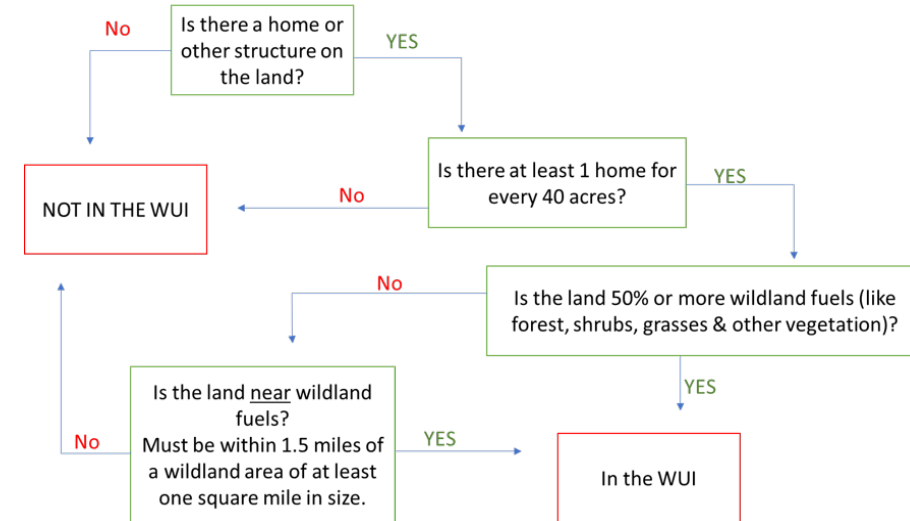 Is there a home or
other structure on
the land?
No
YES
Is there at least 1 home for
every 40 acres?
No
YES
NOT IN THE WUI
Is the land 50% or more wildland fuels (like
forest, shrubs, grasses & other vegetation)?
No
YES
Is the land near wildland
fuels?
Must be within 1.5 miles of
a wildland area of at least
one square mile in size.
No
YES
In the WUI